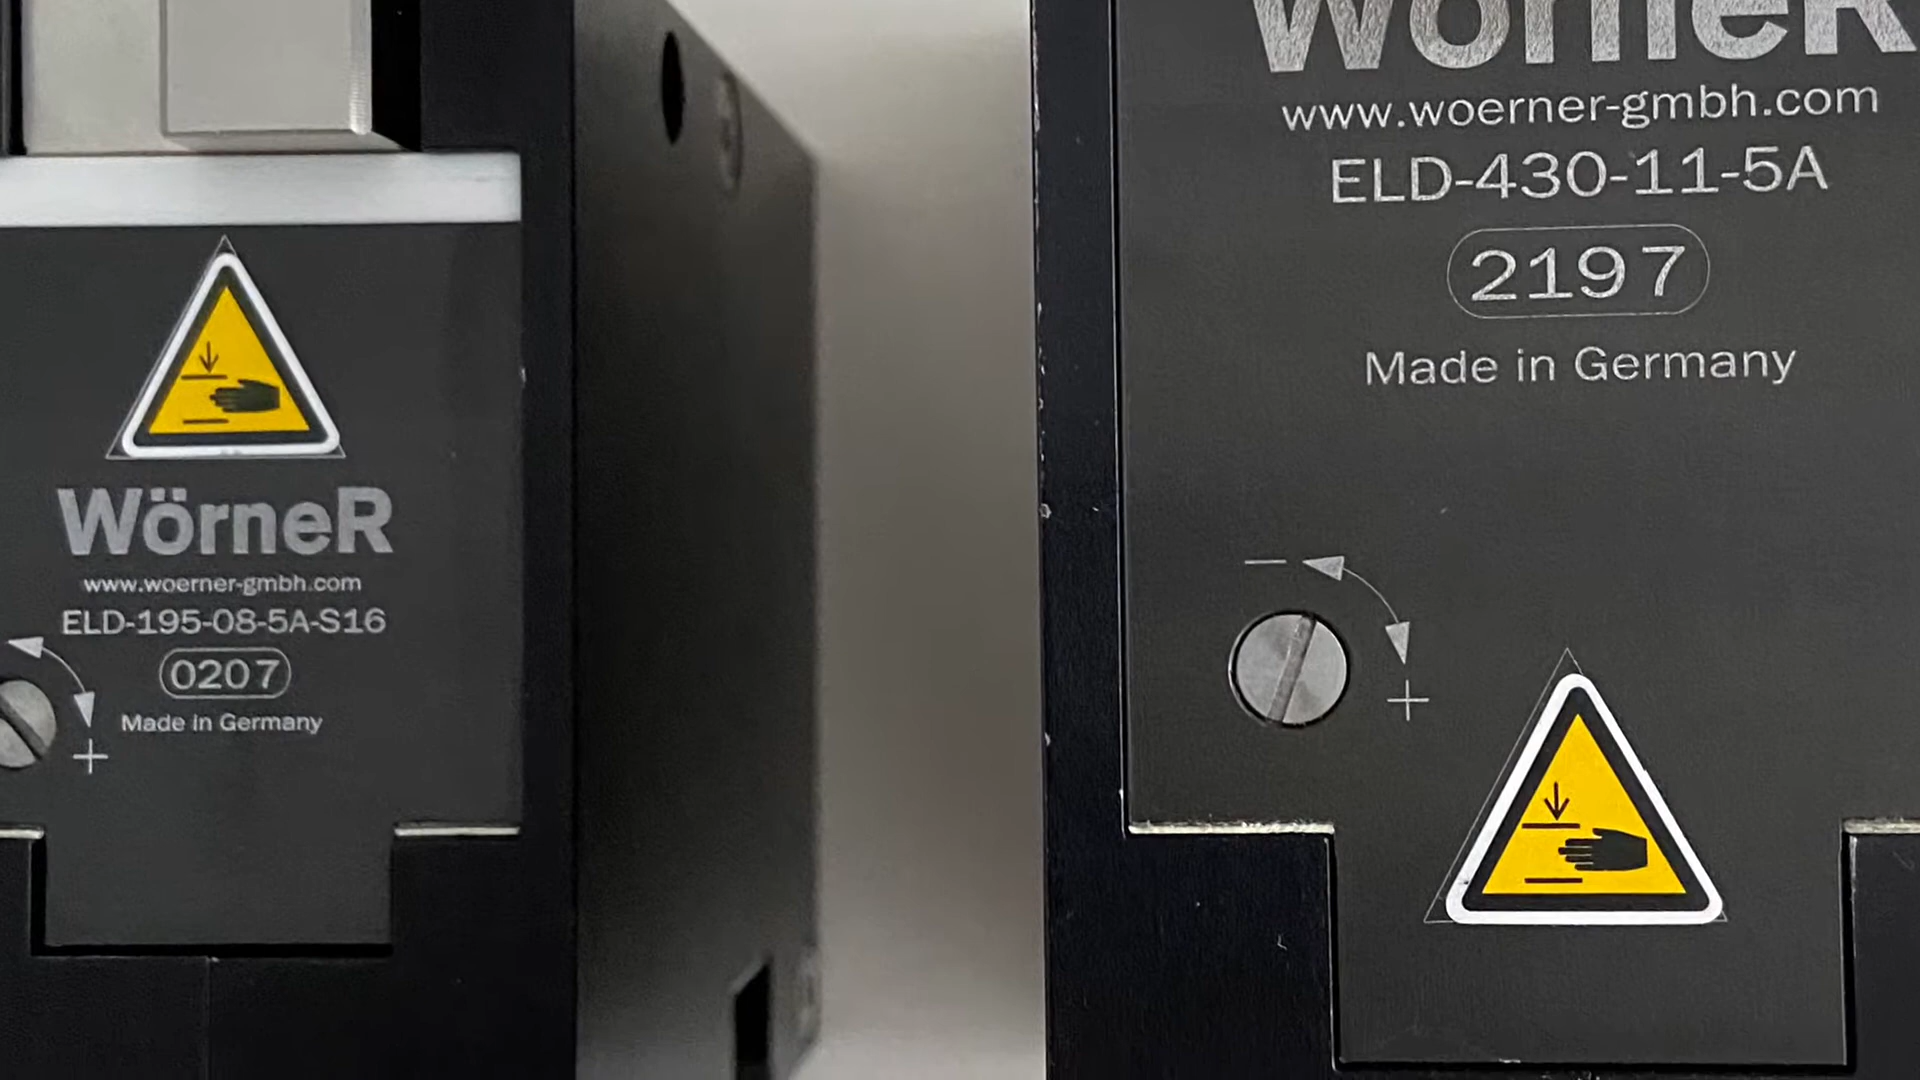 WörneR
www.woerner-gmbh.com
ELD-195-08-5A-S16
0207
Made in Germany
+
WörneR
www.woerner-gmbh.com
ELD-430-11-5A
2197
Made in Germany
− 
+